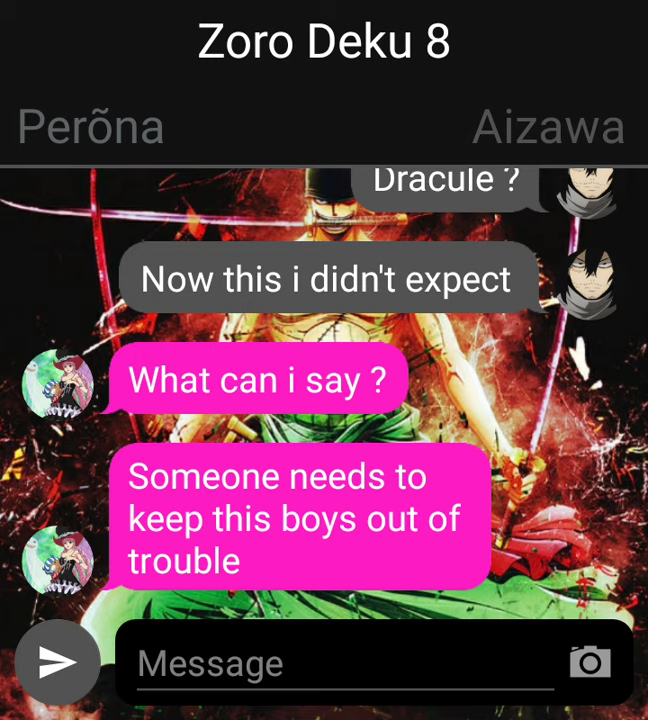 Zoro Deku 8
Perõna Aizawa
Dracule ?
Now this i didn't expect
What can i say ?
Someone needs to
keep this boys out of
trouble
Message